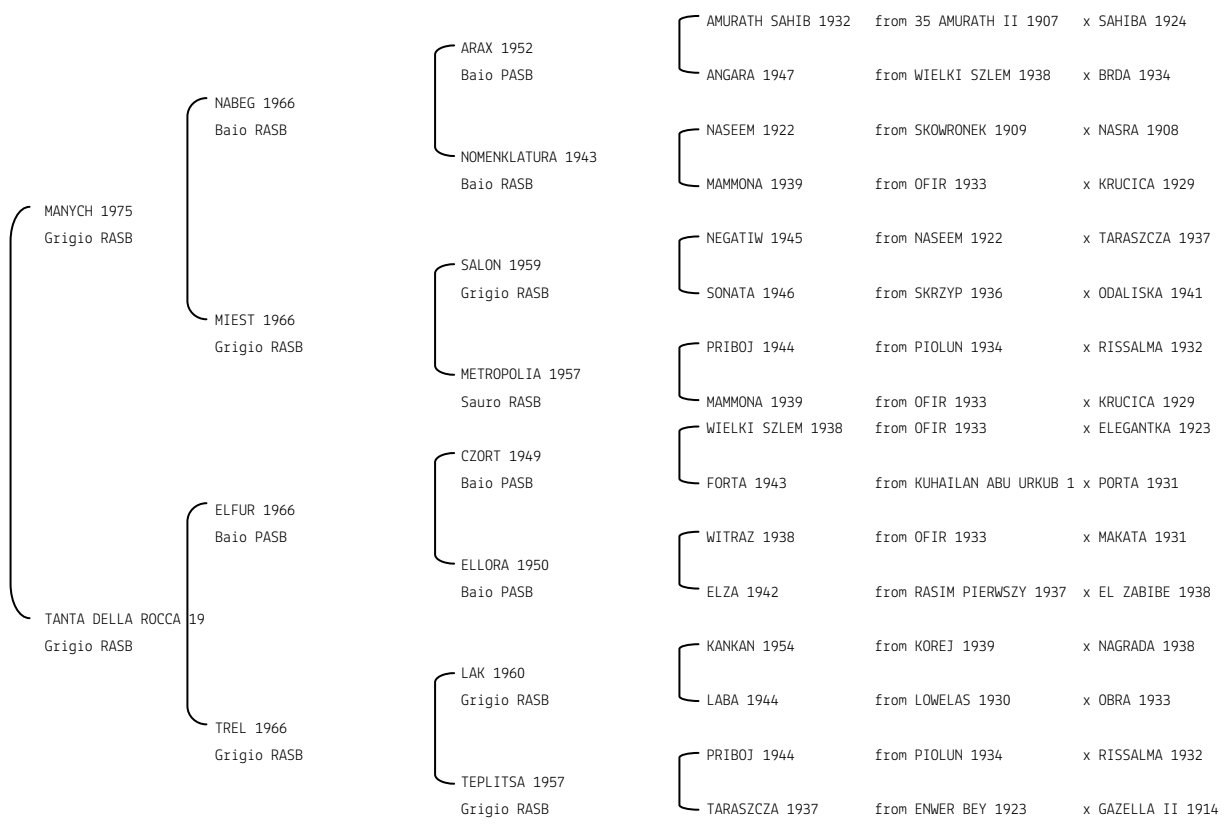 AMURATH SAHIB 1932 from 35 AMURATH II 1907 x SAHIBA 1924
ARAX 1952
Baio PASB
ANGARA 1947 from WIELKI SZLEM 1938 x BRDA 1934
NABEG 1966
Baio RASB
NASEEM 1922 from SKOWRONEK 1909 x NASRA 1908
NOMENKLATURA 1943
Baio RASB
MAMMONA 1939 from OFIR 1933 x KRUCICA 1929
MANYCH 1975
Grigio RASB
NEGATIW 1945 from NASEEM 1922 x TARASZCZA 1937
SALON 1959
Grigio RASB
SONATA 1946 from SKRZYP 1936 x ODALISKA 1941
MIEST 1966
Grigio RASB
PRIBOJ 1944 from PIOLUN 1934 x RISSALMA 1932
METROPOLIA 1957
Sauro RASB
MAMMONA 1939 from OFIR 1933 x KRUCICA 1929
WIELKI SZLEM 1938 from OFIR 1933 x ELEGANTKA 1923
CZORT 1949
Baio PASB
FORTA 1943 from KUHAILAN ABU URKUB 1 x PORTA 1931
ELFUR 1966
Baio PASB
WITRAZ 1938 from OFIR 1933 x MAKATA 1931
ELLORA 1950
Baio PASB
ELZA 1942 from RASIM PIERWSZY 1937 x EL ZABIBE 1938
TANTA DELLA ROCCA 19
Grigio RASB
KANKAN 1954 from KOREJ 1939 x NAGRADA 1938
LAK 1960
Grigio RASB
LABA 1944 from LOWELAS 1930 x OBRA 1933
TREL 1966
Grigio RASB
PRIBOJ 1944 from PIOLUN 1934 x RISSALMA 1932
TEPLITSA 1957
Grigio RASB
TARASZCZA 1937 from ENWER BEY 1923 x GAZELLA II 1914